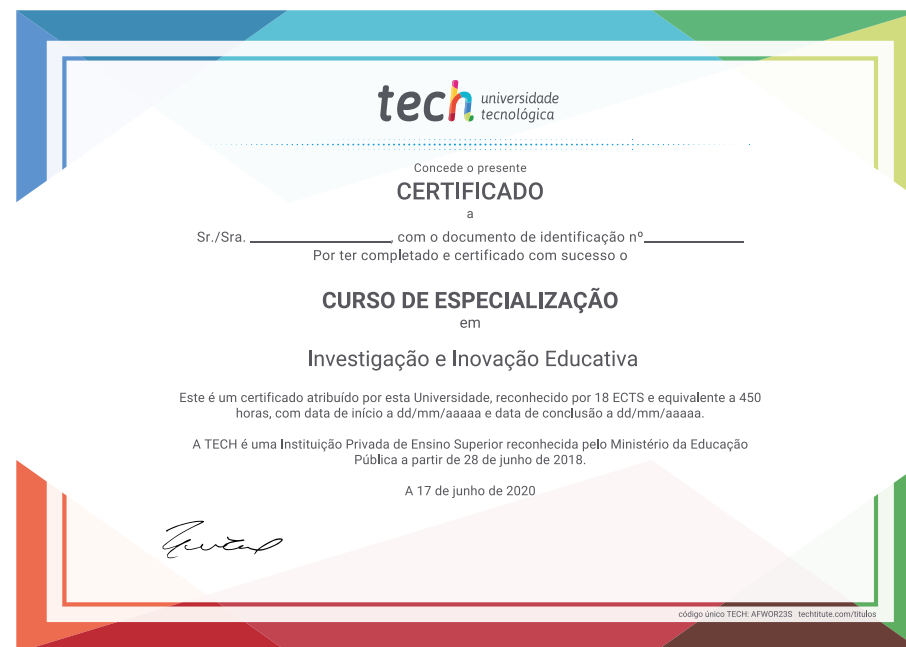 tech universidade
tecnológica
Concede o presente
CERTIFICADO
a
Sr./Sra. ____________, com o documento de identificação nº____________
Por ter completado e certificado com sucesso o
CURSO DE ESPECIALIZAÇÃO
em
Investigação e Inovação Educativa
Este é um certificado atribuído por esta Universidade, reconhecido por 18 ECTS e equivalente a 450
horas, com data de início a dd/mm/aaaaa e data de conclusão a dd/mm/aaaaa.
A TECH é uma Instituição Privada de Ensino Superior reconhecida pelo Ministério da Educação
Pública a partir de 28 de junho de 2018.
A 17 de junho de 2020
código único TECH: AFWOR23S techtitute.com/titulos